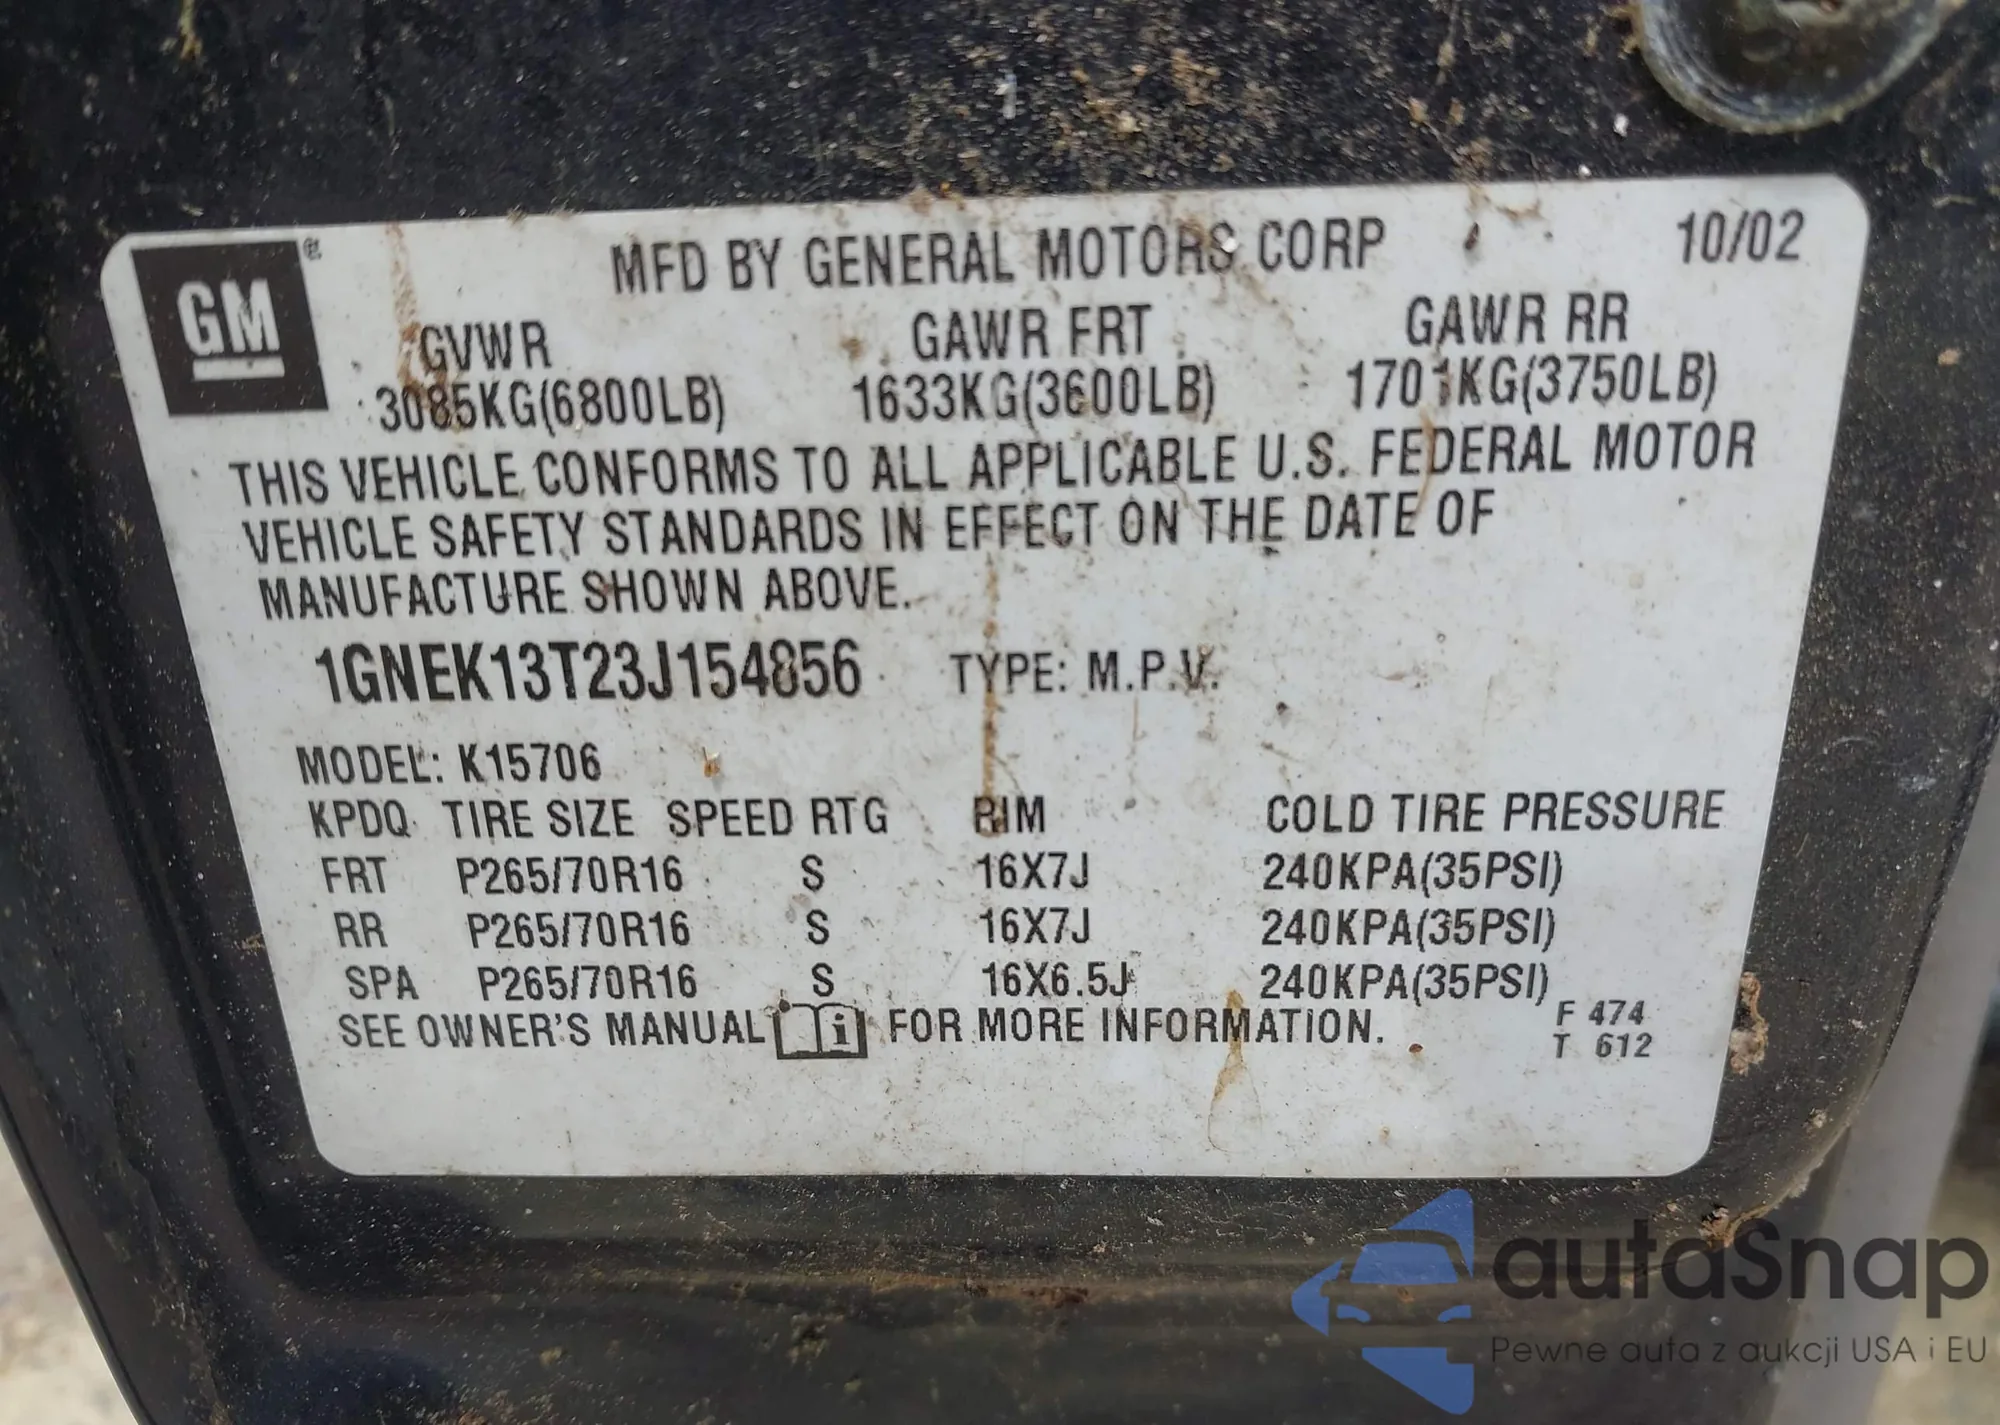 GM®
MFD BY GENERAL MOTORS CORP 10/02
GVWR GAWR FRT GAWR RR
3085KG(6800LB) 1633KG(3600LB) 1701KG(3750LB)
THIS VEHICLE CONFORMS TO ALL APPLICABLE U.S. FEDERAL MOTOR
VEHICLE SAFETY STANDARDS IN EFFECT ON THE DATE OF
MANUFACTURE SHOWN ABOVE.
1GNEK13T23J154856 TYPE: M.P.V.
MODEL: K15706
KPDQ TIRE SIZE SPEED RTG RIM COLD TIRE PRESSURE
FRT P265/70R16 S 16X7J 240KPA(35PSI)
RR P265/70R16 S 16X7J 240KPA(35PSI)
SPA P265/70R16 S 16X6.5J 240KPA(35PSI)
SEE OWNER'S MANUAL i FOR MORE INFORMATION.
F 474
T 612
autaSnap
Pewne auta z aukcji USA i EU